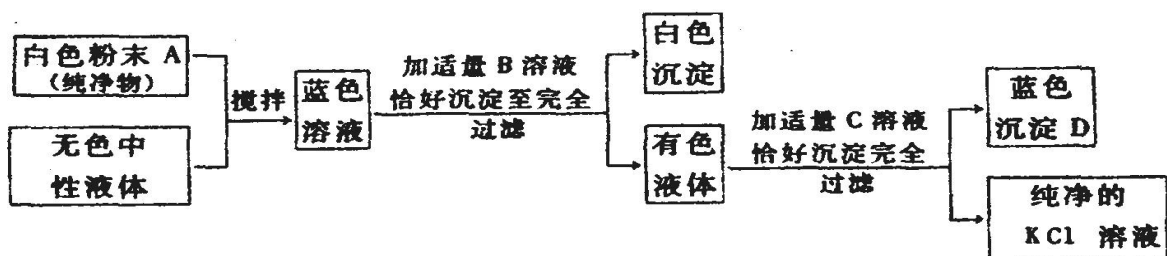 白色粉末 A
（纯净物）
无色中
性液体
搅拌
蓝色
溶液
加适量 B 溶液
恰好沉淀至完全
过滤
白色
沉淀
有色
液体
加适量 C 溶液
恰好沉淀完全
过滤
蓝色
沉淀 D
纯净的
KCl 溶液